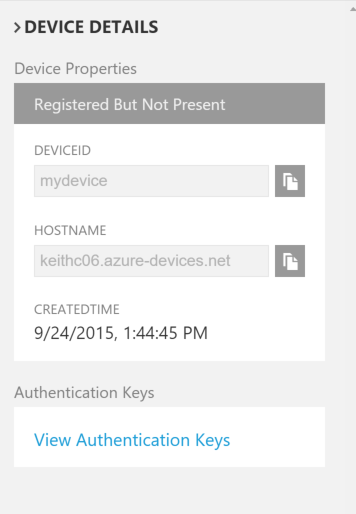 > DEVICE DETAILS
Device Properties
Registered But Not Present
DEVICEID
mydevice
HOSTNAME
keithc06.azure-devices.net
CREATEDTIME
9/24/2015, 1:44:45 PM
Authentication Keys
View Authentication Keys